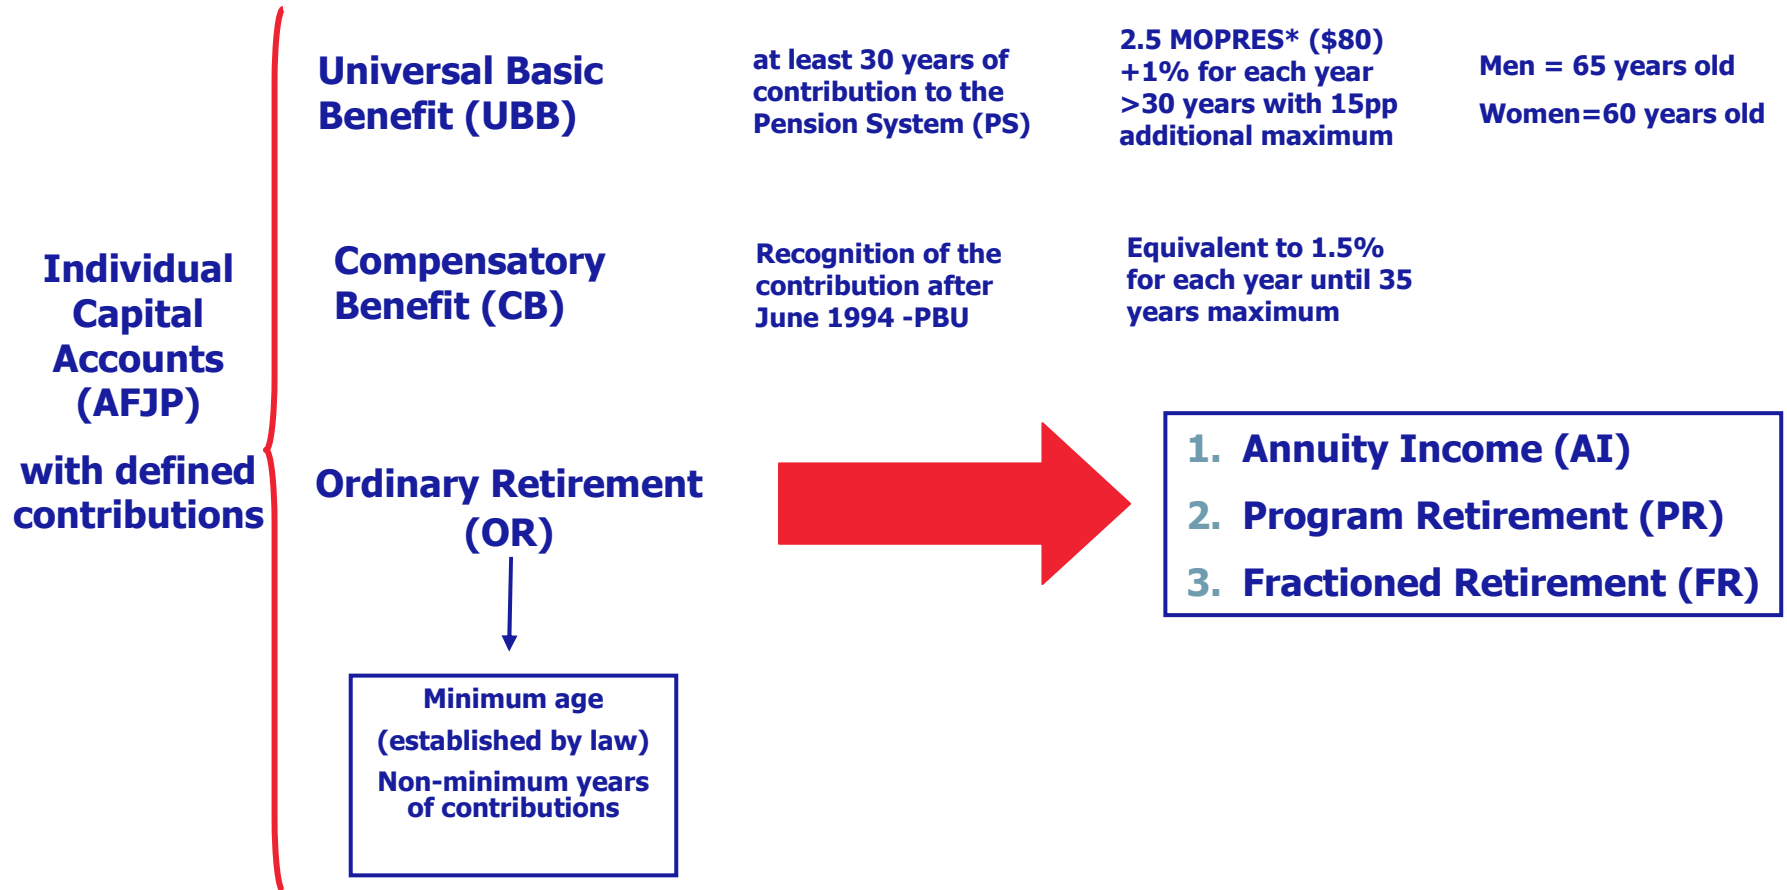 Individual
Capital
Accounts
(AFJP)
with defined
contributions
Universal Basic
Benefit (UBB)
at least 30 years of
contribution to the
Pension System (PS)
2.5 MOPRES* ($80)
+1% for each year
>30 years with 15pp
additional maximum
Men = 65 years old
Women=60 years old
Compensatory
Benefit (CB)
Recognition of the
contribution after
June 1994 -PBU
Equivalent to 1.5%
for each year until 35
years maximum
Ordinary Retirement
(OR)
1. Annuity Income (AI)
2. Program Retirement (PR)
3. Fractioned Retirement (FR)
Minimum age
(established by law)
Non-minimum years
of contributions